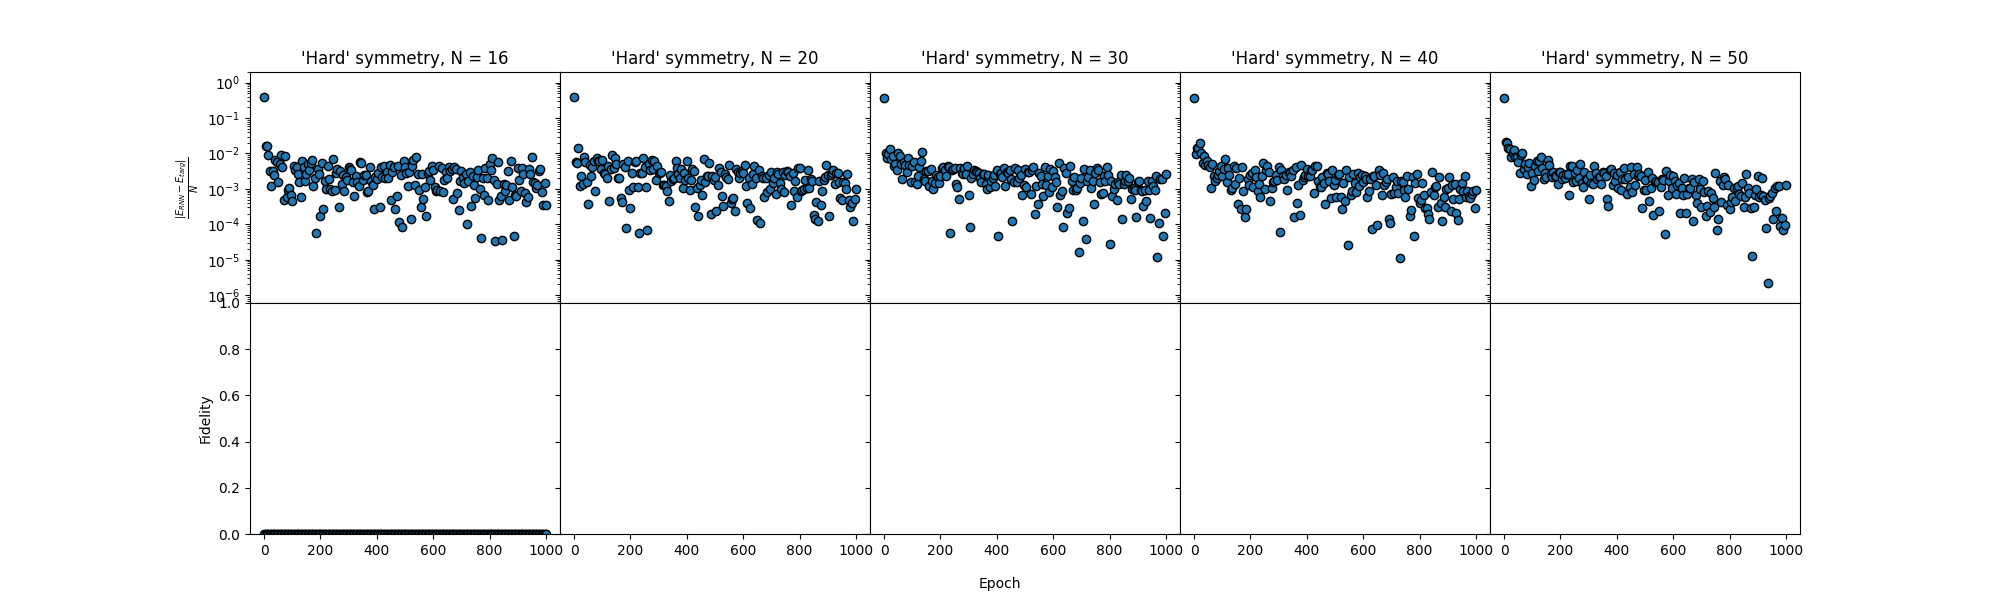 'Hard' symmetry, N = 16 'Hard' symmetry, N = 20 'Hard' symmetry, N = 30 'Hard' symmetry, N = 40 'Hard' symmetry, N = 50
10⁰
10⁻¹
10⁻²
10⁻³
10⁻⁴
10⁻⁵
10⁻⁶
|E_RNN − E_targ|
N
1.0
0.8
0.6
0.4
0.2
0.0
Fidelity
0 200 400 600 800 1000 0 200 400 600 800 1000 0 200 400 600 800 1000 0 200 400 600 800 1000 0 200 400 600 800 1000
Epoch